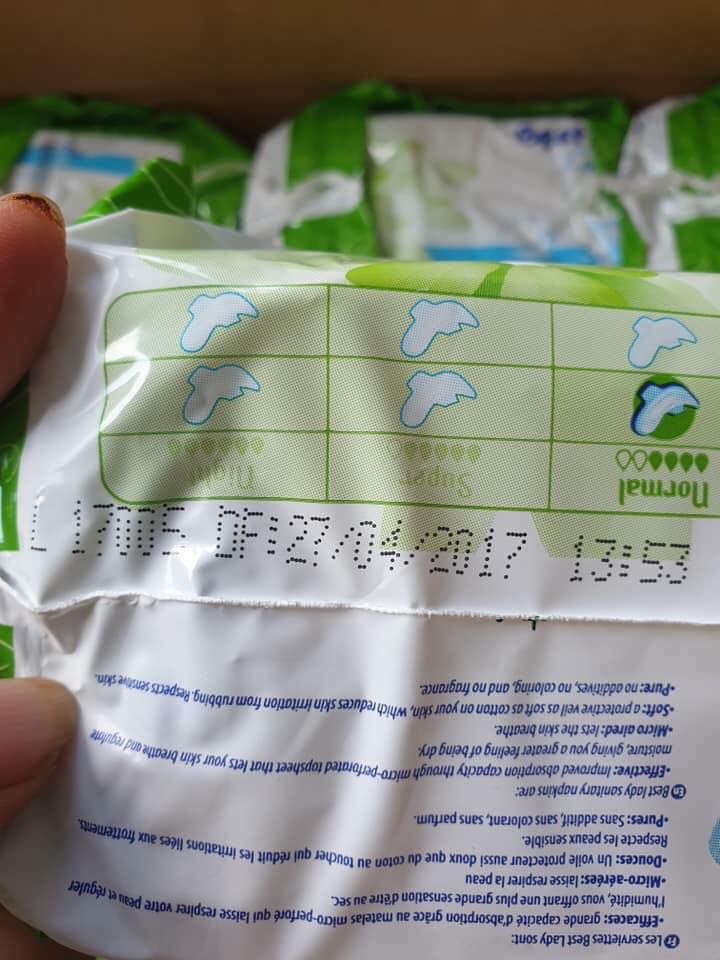 Fr Les serviettes Best Lady sont:
•Efficaces: grande capacité d'absorption grâce au matelas micro-perforé qui laisse respirer votre peau et réguler
l'humidité, vous offrant une plus grande sensation d'être au sec.
•Micro-aérées: laisse respirer la peau
•Douces: Un voile protecteur aussi doux que du coton au toucher qui réduit les irritations liées aux frottements.
Respecte les peaux sensible.
•Pures: Sans additif, sans colorant, sans parfum.
En Best lady sanitary napkins are:
•Effective: Improved absorption capacity through micro-perforated topsheet that lets your skin breathe and regulate
moisture, giving you a greater feeling of being dry.
•Micro aired: lets the skin breathe.
•Soft: a protective veil as soft as cotton on your skin, which reduces skin irritation from rubbing. Respects sensitive skin.
•Pure: no additives, no coloring, and no fragrance.
L 17005 DF:27/04/2017 13:53
Normal Super Night